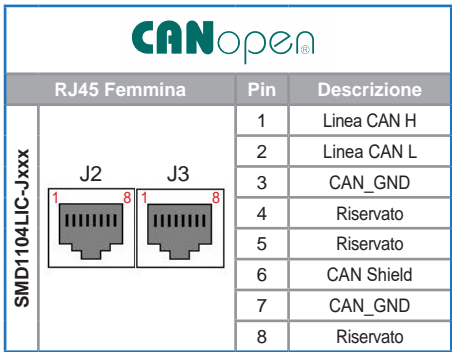 CANopen®
RJ45 Femmina Pin Descrizione
SMD1104LIC-Jxxx
J2 J3
1 8 1 8
1 Linea CAN H
2 Linea CAN L
3 CAN_GND
4 Riservato
5 Riservato
6 CAN Shield
7 CAN_GND
8 Riservato